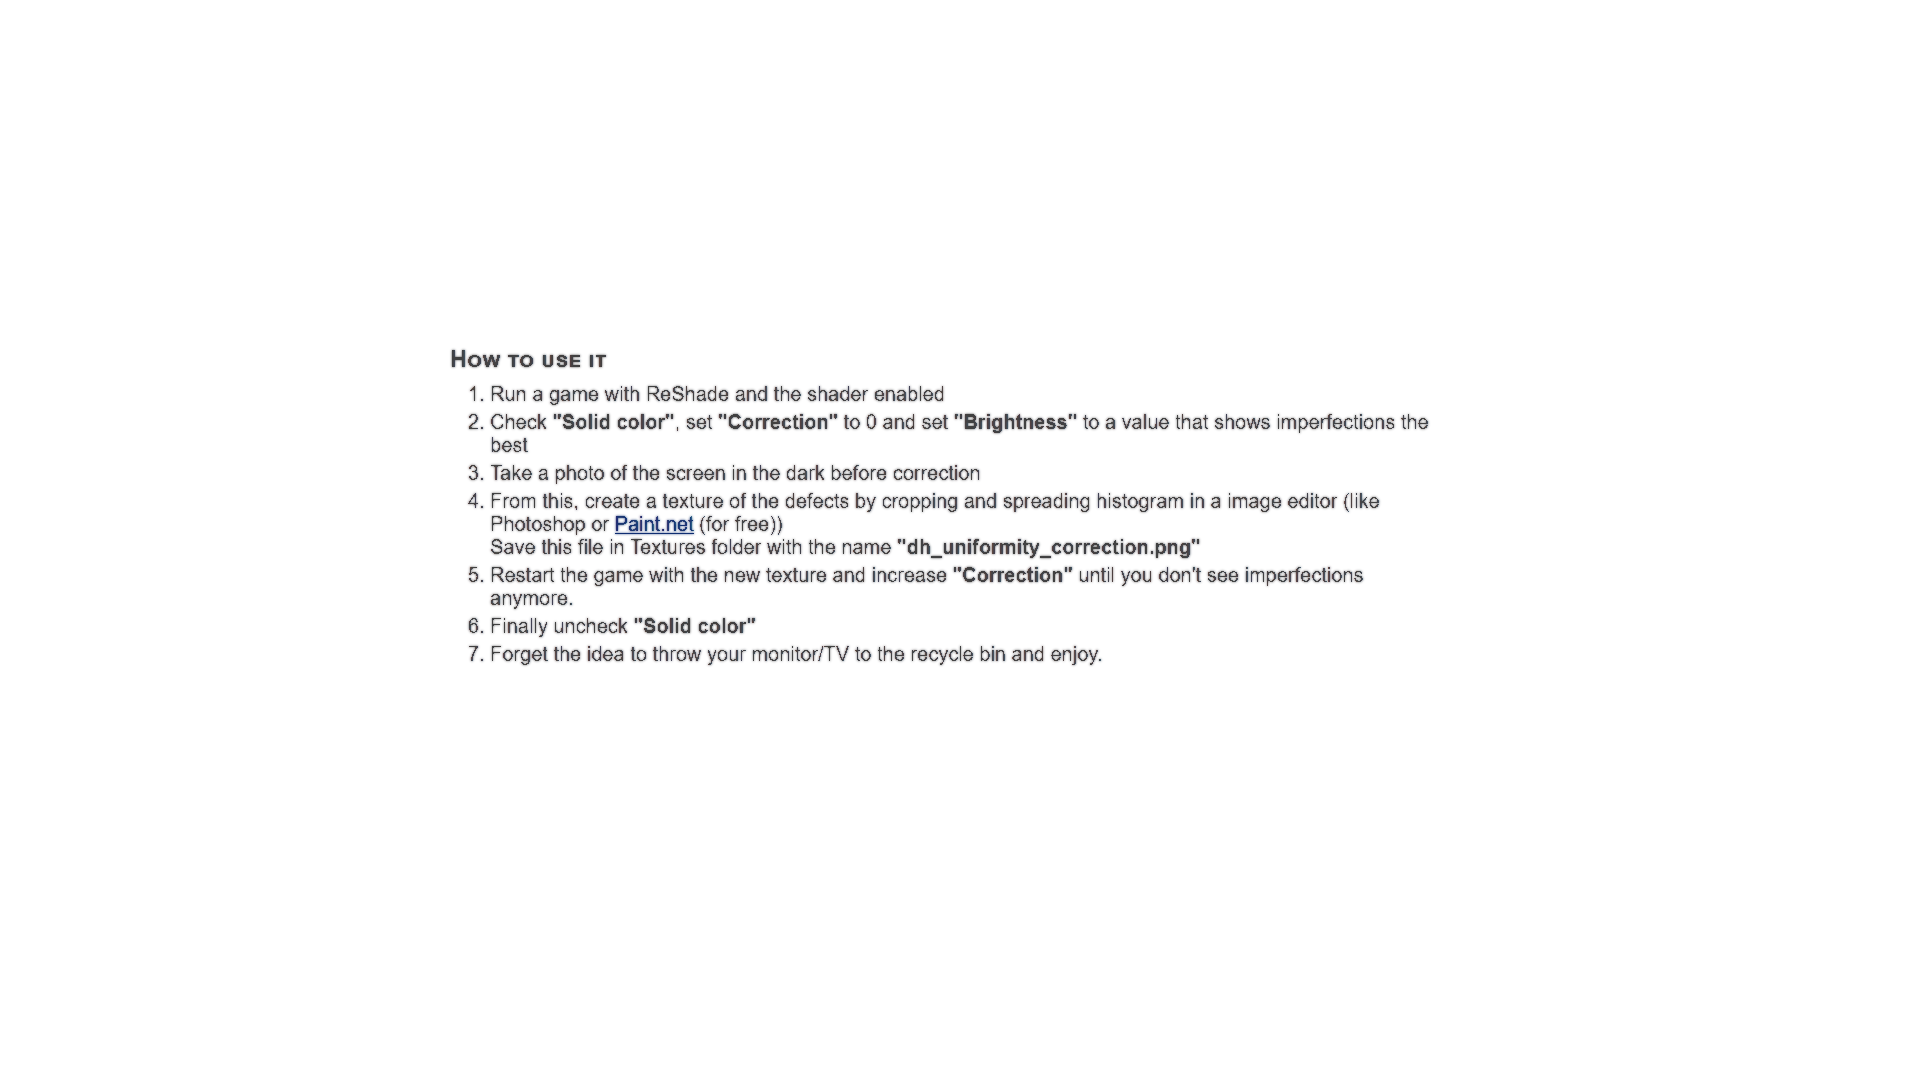 How to use it
1. Run a game with ReShade and the shader enabled
2. Check "Solid color", set "Correction" to 0 and set "Brightness" to a value that shows imperfections the
best
3. Take a photo of the screen in the dark before correction
4. From this, create a texture of the defects by cropping and spreading histogram in a image editor (like
Photoshop or Paint.net (for free))
Save this file in Textures folder with the name "dh_uniformity_correction.png"
5. Restart the game with the new texture and increase "Correction" until you don't see imperfections
anymore.
6. Finally uncheck "Solid color"
7. Forget the idea to throw your monitor/TV to the recycle bin and enjoy.